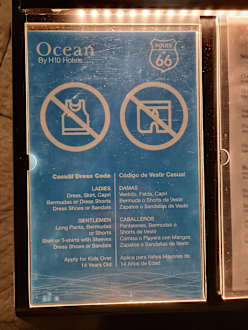 Ocean
By H10 Hotels
ROUTE
66
Casual Dress Code
LADIES
Dress, Skirt, Capri
Bermudas or Dress Shorts
Dress Shoes or Sandals
GENTLEMEN
Long Pants, Bermudas
or Shorts
Shirt or T-shirts with Sleeves
Dress Shoes or Sandals
Apply for Kids Over
14 Years Old
Código de Vestir Casual
DAMAS
Vestido, Falda, Capri
Bermuda o Shorts de Vestir
Zapatos o Sandalias de Vestir
CABALLEROS
Pantalones, Bermudas o
Shorts de Vestir
Camisa o Playera con Mangas
Zapatos o Sandalias de Vestir
Aplica para Niños Mayores de
14 Años de Edad